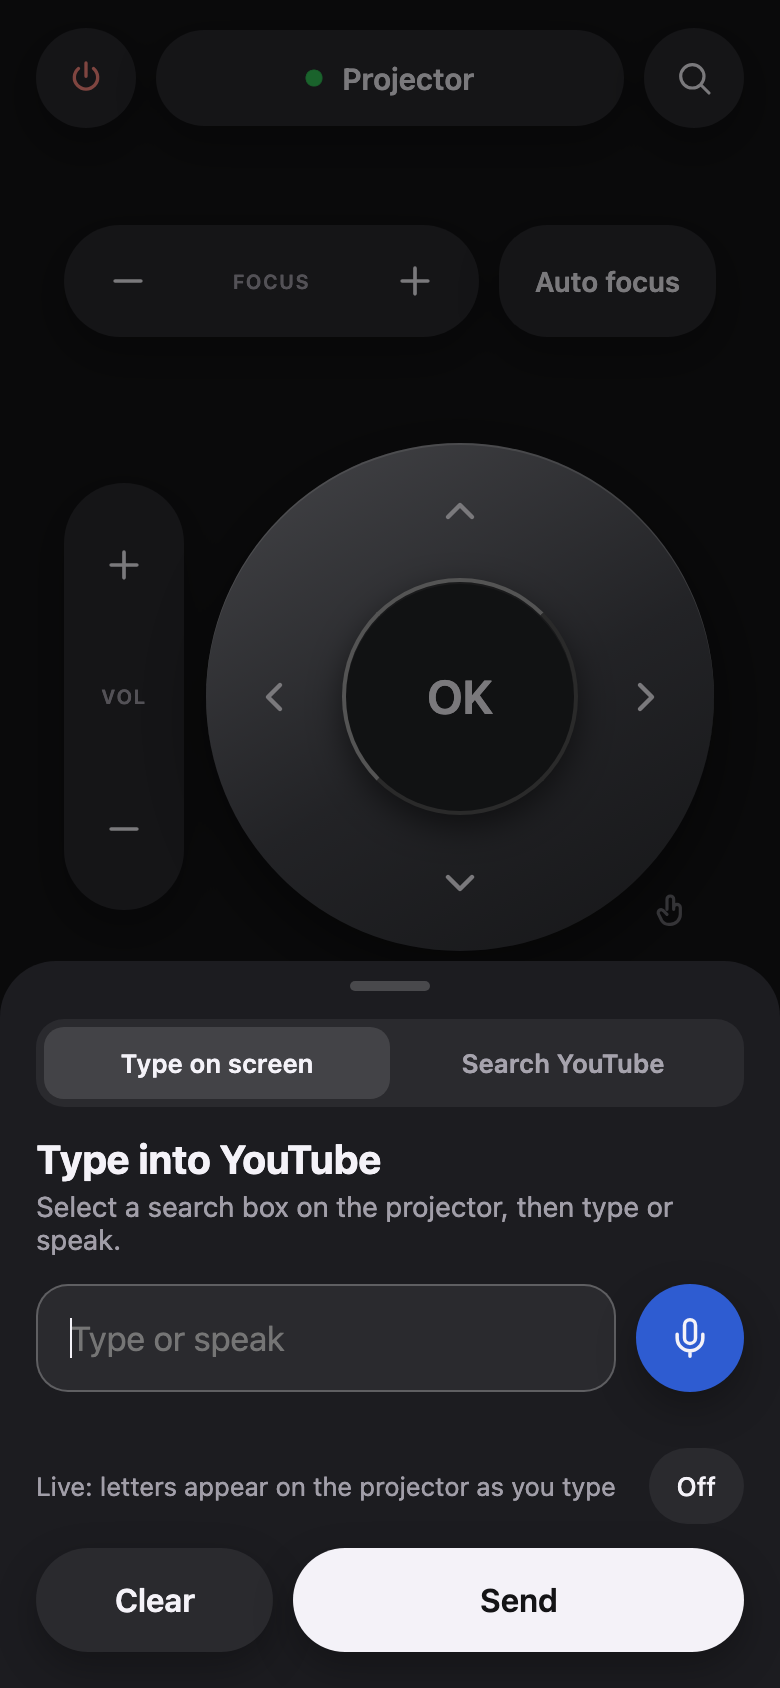 Projector
FOCUS
Auto focus
VOL
OK
Type on screen
Search YouTube
Type into YouTube
Select a search box on the projector, then type or
speak.
Type or speak
Live: letters appear on the projector as you type
Off
Clear
Send